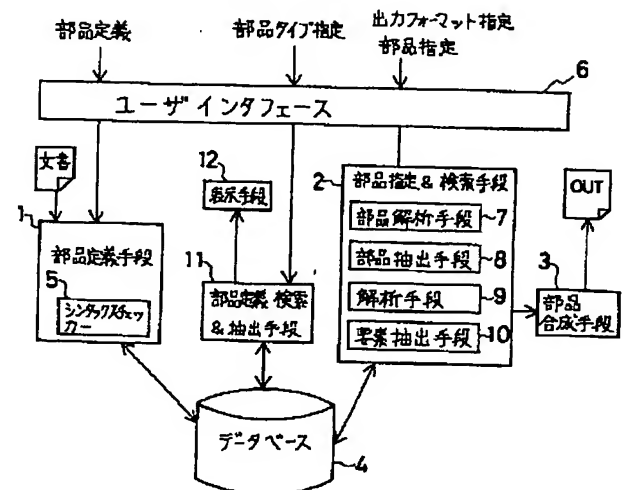 部品定義
部品タイプ指定
出力フォーマット指定
部品指定
6
ユーザインタフェース
文書
1
部品定義手段
5
シンタックスチェッカー
12
表示手段
11
部品定義検索
&抽出手段
2
部品指定&検索手段
部品解析手段
7
部品抽出手段
8
解析手段
9
要素抽出手段
10
OUT
3
部品
合成手段
データベース
4